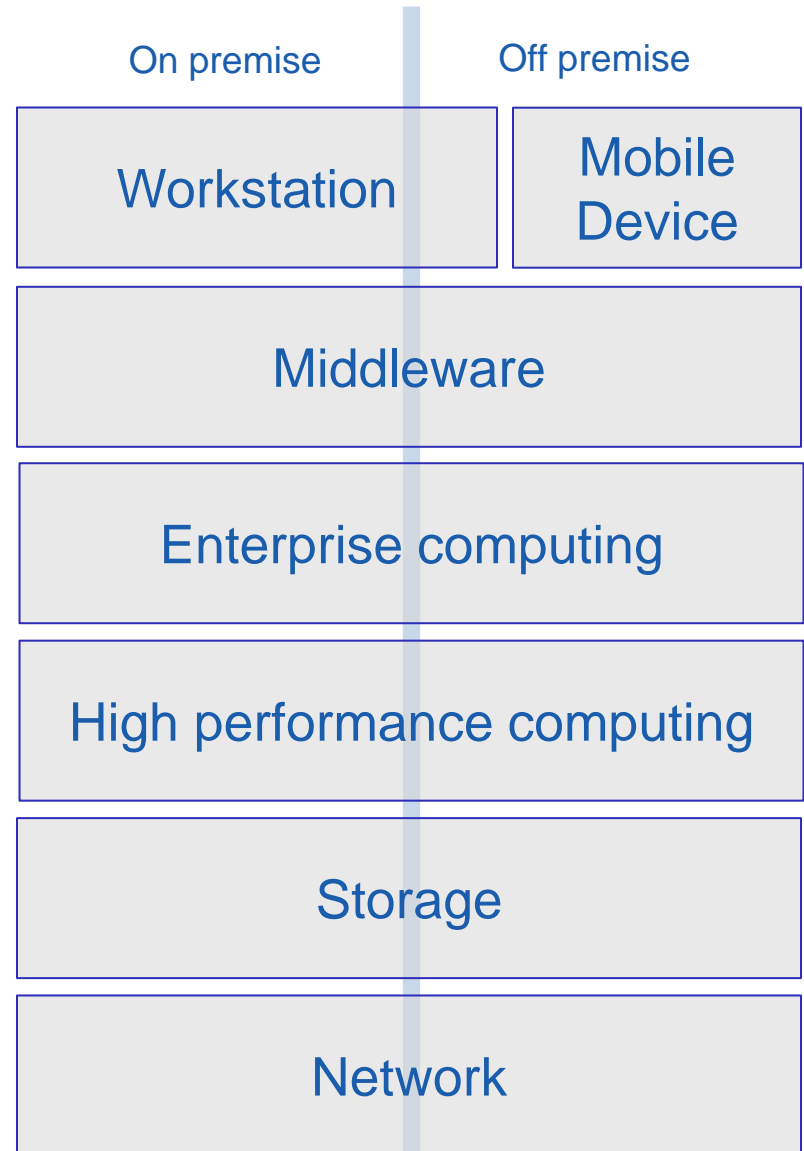 On premise
Off premise
Workstation
Mobile
Device
Middleware
Enterprise computing
High performance computing
Storage
Network